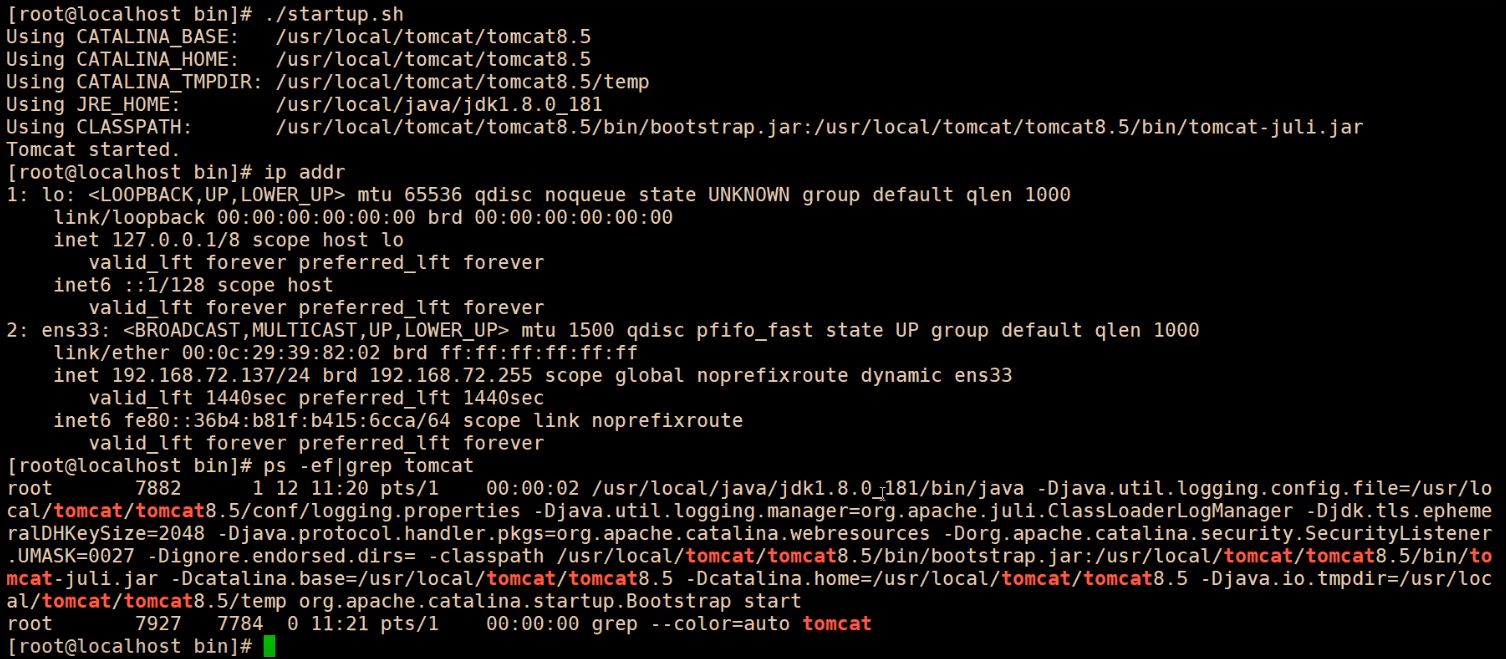 [root@localhost bin]# ./startup.sh
Using CATALINA_BASE:   /usr/local/tomcat/tomcat8.5
Using CATALINA_HOME:   /usr/local/tomcat/tomcat8.5
Using CATALINA_TMPDIR: /usr/local/tomcat/tomcat8.5/temp
Using JRE_HOME:        /usr/local/java/jdk1.8.0_181
Using CLASSPATH:       /usr/local/tomcat/tomcat8.5/bin/bootstrap.jar:/usr/local/tomcat/tomcat8.5/bin/tomcat-juli.jar
Tomcat started.
[root@localhost bin]# ip addr
1: lo: <LOOPBACK,UP,LOWER_UP> mtu 65536 qdisc noqueue state UNKNOWN group default qlen 1000
    link/loopback 00:00:00:00:00:00 brd 00:00:00:00:00:00
    inet 127.0.0.1/8 scope host lo
       valid_lft forever preferred_lft forever
    inet6 ::1/128 scope host
       valid_lft forever preferred_lft forever
2: ens33: <BROADCAST,MULTICAST,UP,LOWER_UP> mtu 1500 qdisc pfifo_fast state UP group default qlen 1000
    link/ether 00:0c:29:39:82:02 brd ff:ff:ff:ff:ff:ff
    inet 192.168.72.137/24 brd 192.168.72.255 scope global noprefixroute dynamic ens33
       valid_lft 1440sec preferred_lft 1440sec
    inet6 fe80::36b4:b81f:b415:6cca/64 scope link noprefixroute
       valid_lft forever preferred_lft forever
[root@localhost bin]# ps -ef|grep tomcat
root       7882      1 12 11:20 pts/1    00:00:02 /usr/local/java/jdk1.8.0_181/bin/java -Djava.util.logging.config.file=/usr/lo
cal/tomcat/tomcat8.5/conf/logging.properties -Djava.util.logging.manager=org.apache.juli.ClassLoaderLogManager -Djdk.tls.epheme
ralDHKeySize=2048 -Djava.protocol.handler.pkgs=org.apache.catalina.webresources -Dorg.apache.catalina.security.SecurityListener
.UMASK=0027 -Dignore.endorsed.dirs= -classpath /usr/local/tomcat/tomcat8.5/bin/bootstrap.jar:/usr/local/tomcat/tomcat8.5/bin/to
mcat-juli.jar -Dcatalina.base=/usr/local/tomcat/tomcat8.5 -Dcatalina.home=/usr/local/tomcat/tomcat8.5 -Djava.io.tmpdir=/usr/loc
al/tomcat/tomcat8.5/temp org.apache.catalina.startup.Bootstrap start
root       7927   7784  0 11:21 pts/1    00:00:00 grep --color=auto tomcat
[root@localhost bin]#